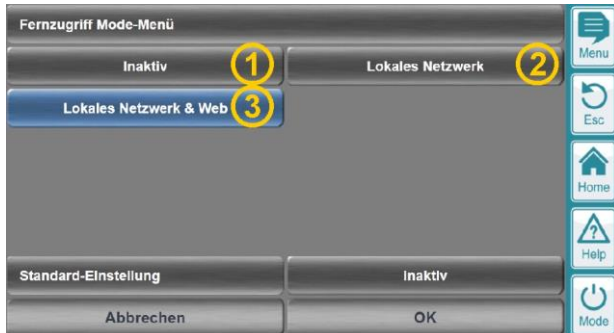 Fernzugriff Mode-Menü
Menu
Inaktiv 1
Lokales Netzwerk 2
Lokales Netzwerk & Web 3
Esc
Home
Help
Standard-Einstellung
Inaktiv
Abbrechen
OK
Mode